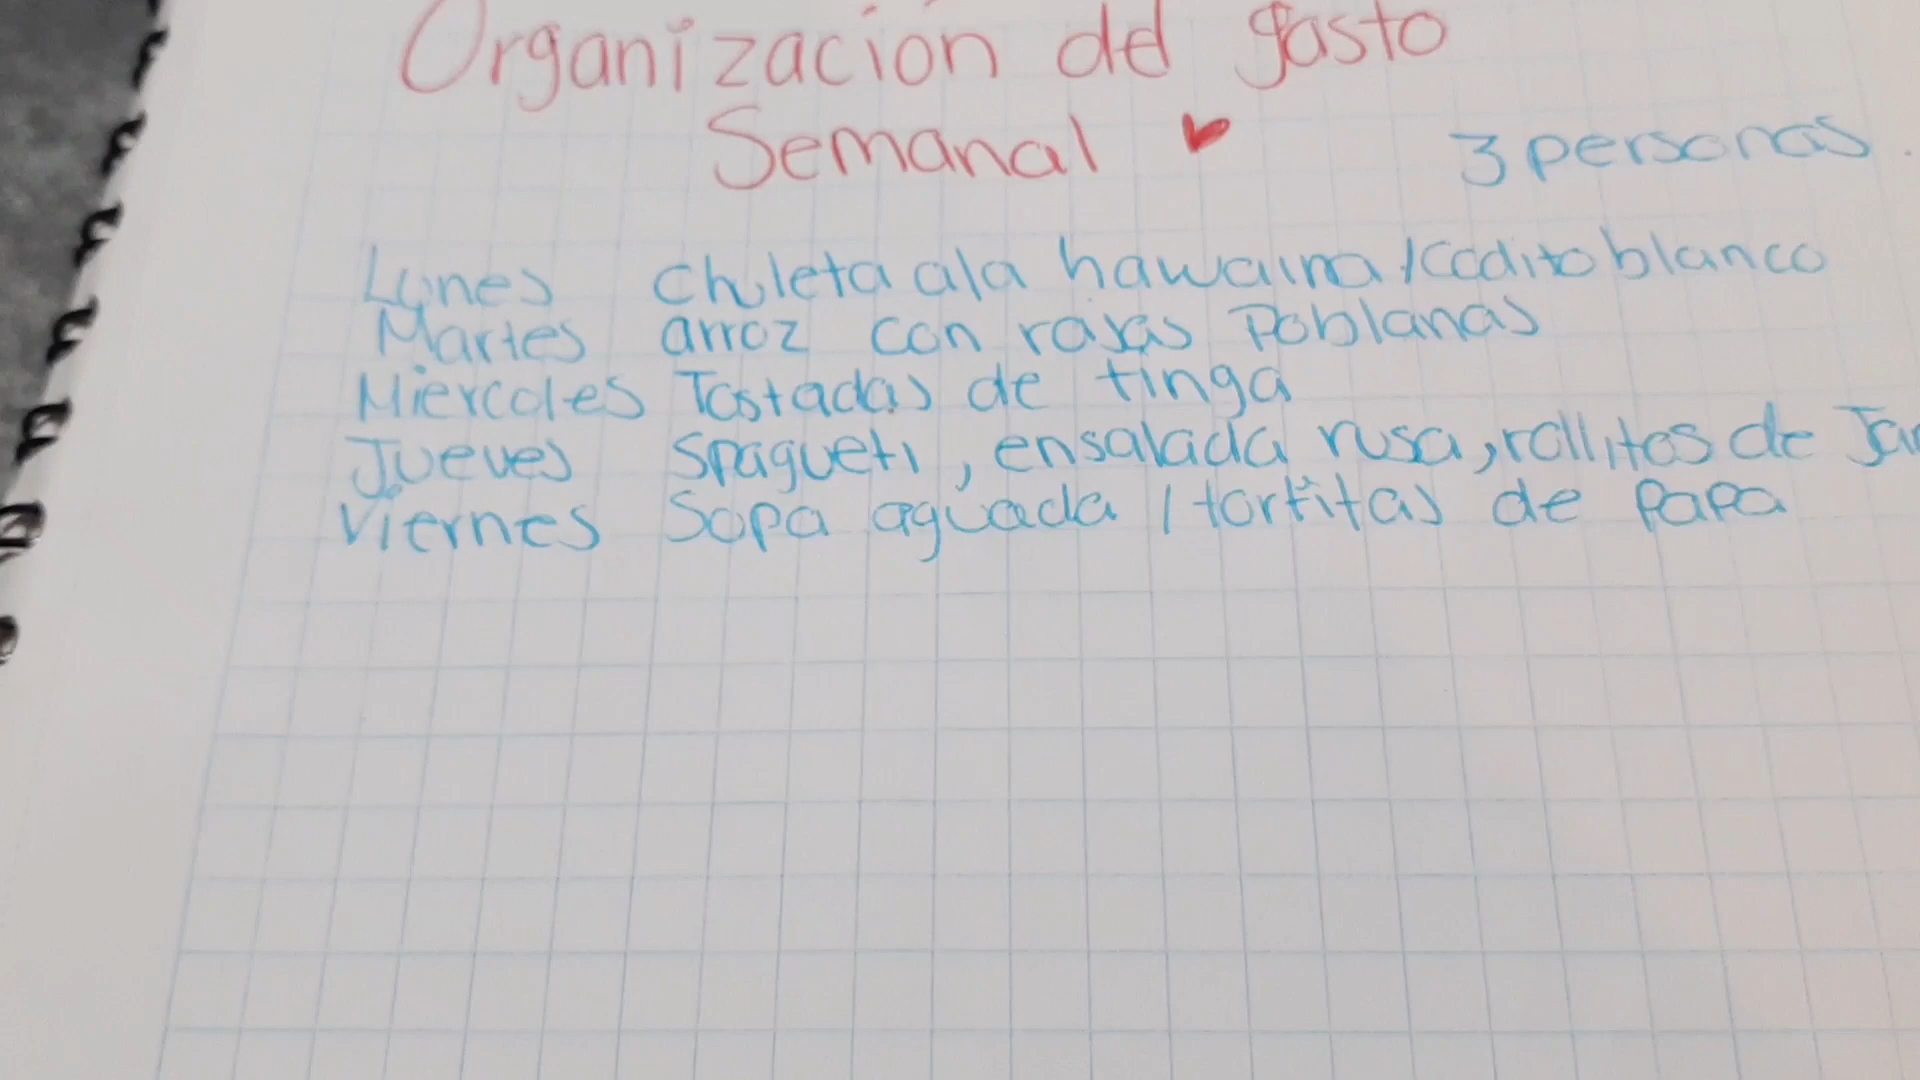 Organización del gasto
Semanal
3 personas.
Lunes chuleta ala hawaina / codito blanco
Martes arroz con rajas Poblanas
Miercoles Tostadas de tinga
Jueves Spagueti, ensalada rusa, rollitos de
Viernes Sopa aguada / tortitas de papa